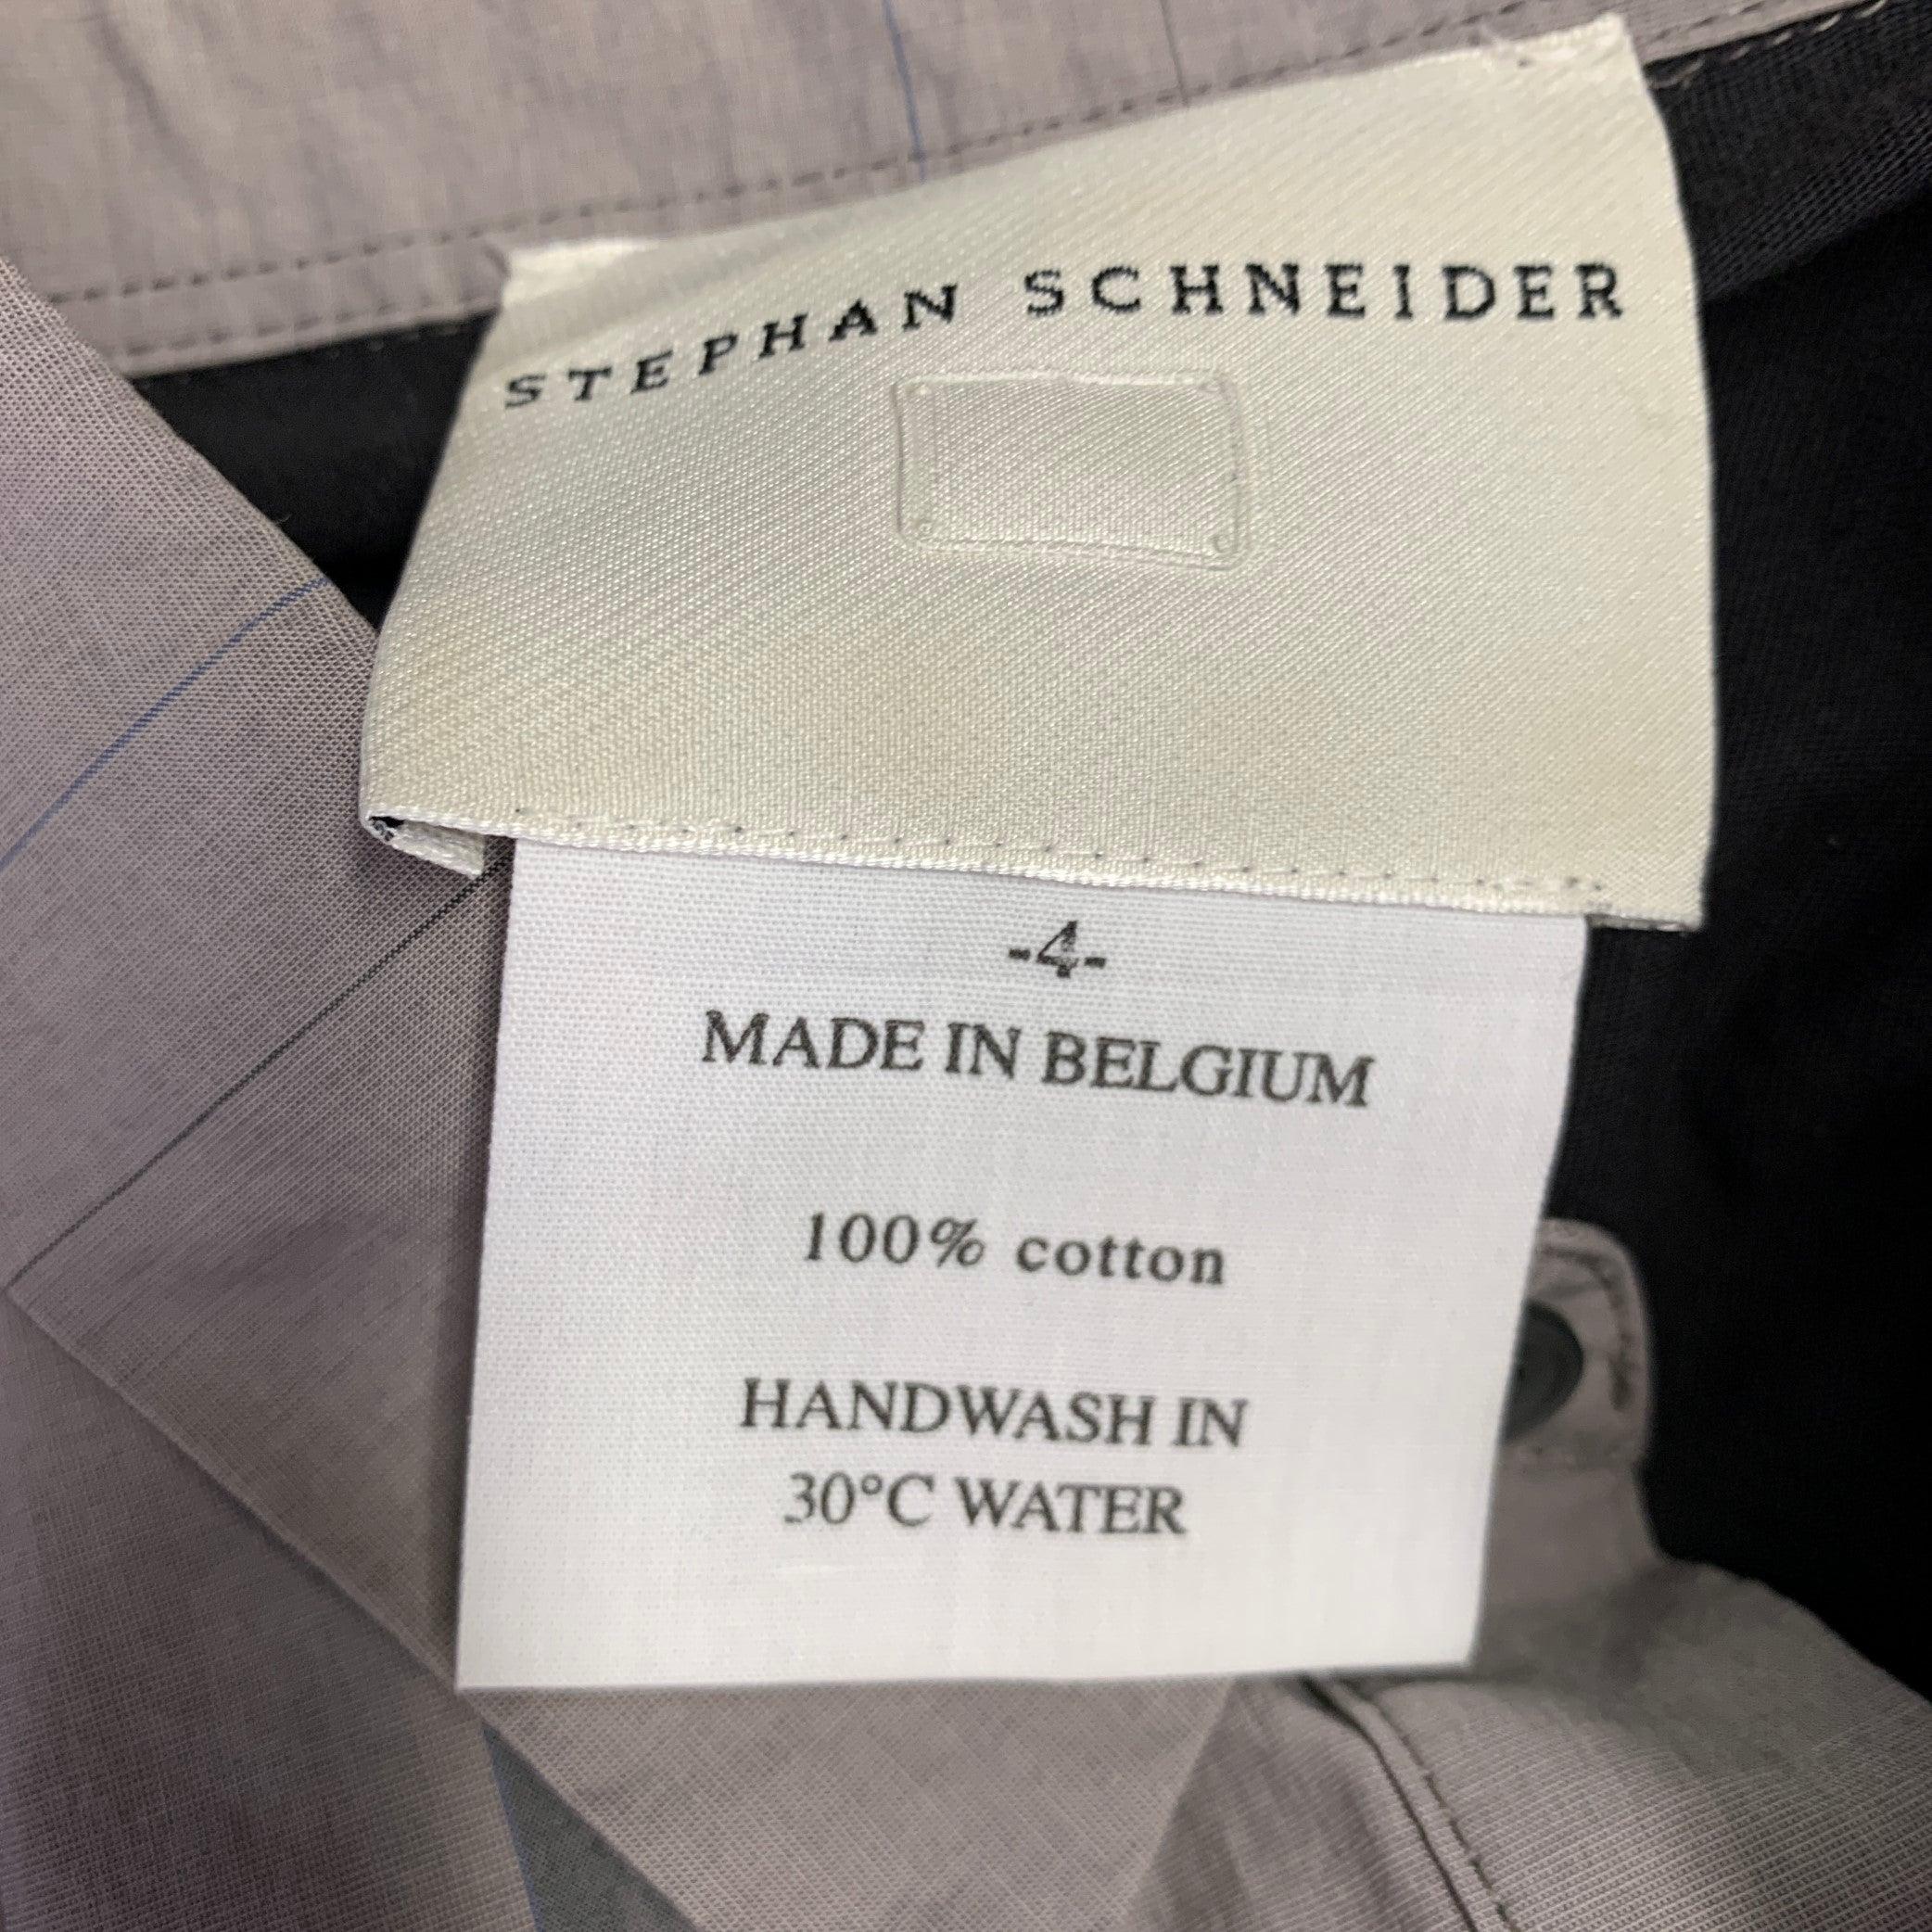 STEPHAN SCHNEIDER
-4-
MADE IN BELGIUM
100% cotton
HANDWASH IN
30°C WATER